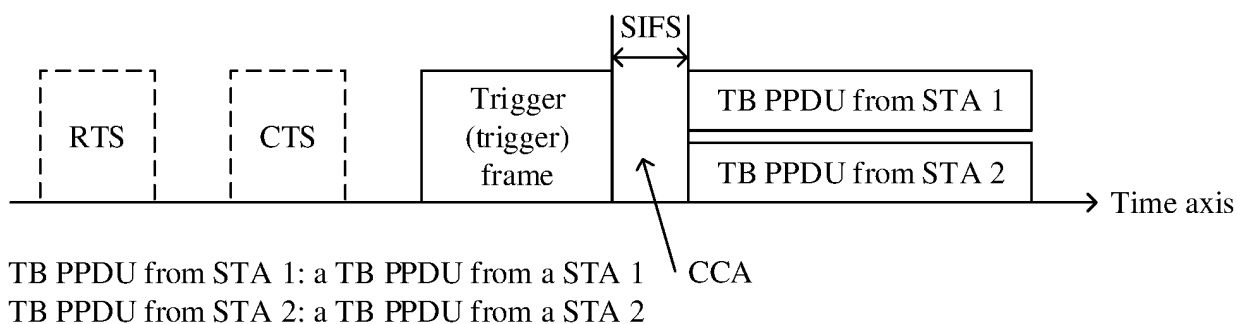 SIFS
RTS
CTS
Trigger
(trigger)
frame
TB PPDU from STA 1
TB PPDU from STA 2
Time axis
TB PPDU from STA 1: a TB PPDU from a STA 1
CCA
TB PPDU from STA 2: a TB PPDU from a STA 2